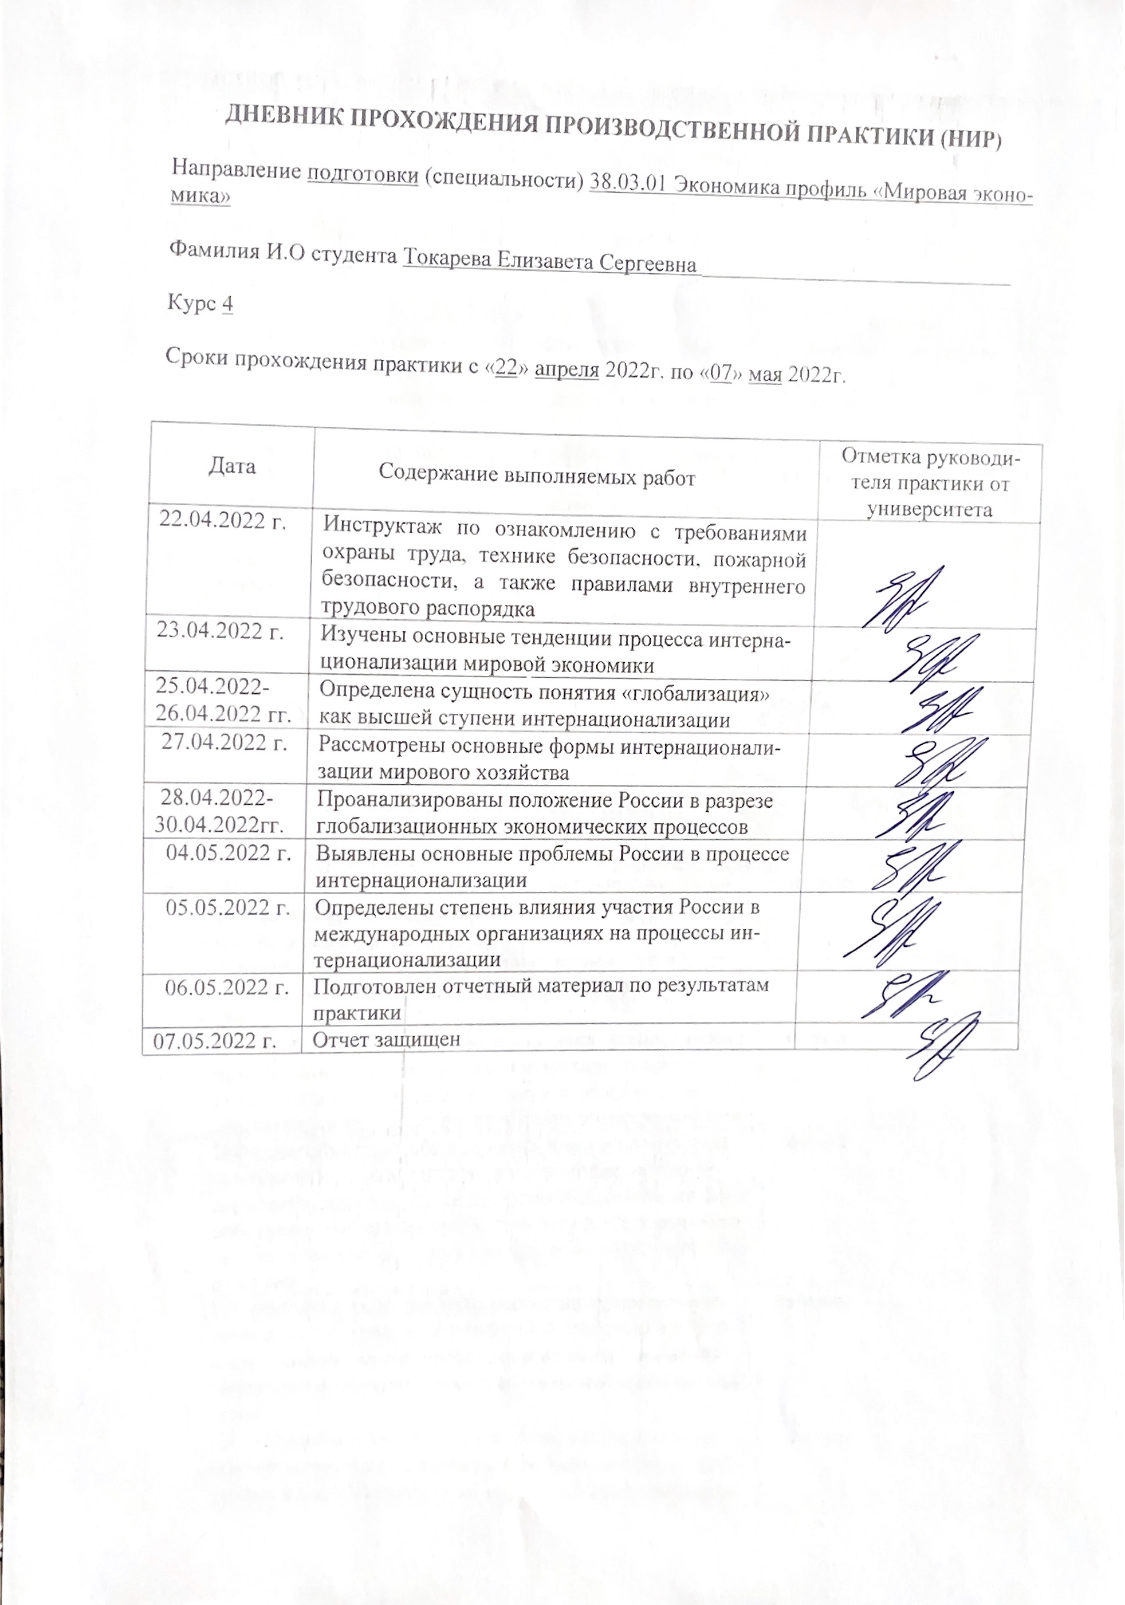 ДНЕВНИК ПРОХОЖДЕНИЯ ПРОИЗВОДСТВЕННОЙ ПРАКТИКИ (НИР)
Направление подготовки (специальности) 38.03.01 Экономика профиль «Мировая эконо-
мика»
Фамилия И.О студента Токарева Елизавета Сергеевна
Курс 4
Сроки прохождения практики с «22» апреля 2022г. по «07» мая 2022г.
Дата
Содержание выполняемых работ
Отметка руководи-
теля практики от
университета
22.04.2022 г.
Инструктаж по ознакомлению с требованиями
охраны труда, технике безопасности, пожарной
безопасности, а также правилами внутреннего
трудового распорядка
23.04.2022 г.
Изучены основные тенденции процесса интерна-
ционализации мировой экономики
25.04.2022-
26.04.2022 гг.
Определена сущность понятия «глобализация»
как высшей ступени интернационализации
27.04.2022 г.
Рассмотрены основные формы интернационали-
зации мирового хозяйства
28.04.2022-
30.04.2022гг.
Проанализированы положение России в разрезе
глобализационных экономических процессов
04.05.2022 г.
Выявлены основные проблемы России в процессе
интернационализации
05.05.2022 г.
Определены степень влияния участия России в
международных организациях на процессы ин-
тернационализации
06.05.2022 г.
Подготовлен отчетный материал по результатам
практики
07.05.2022 г.
Отчет защищен